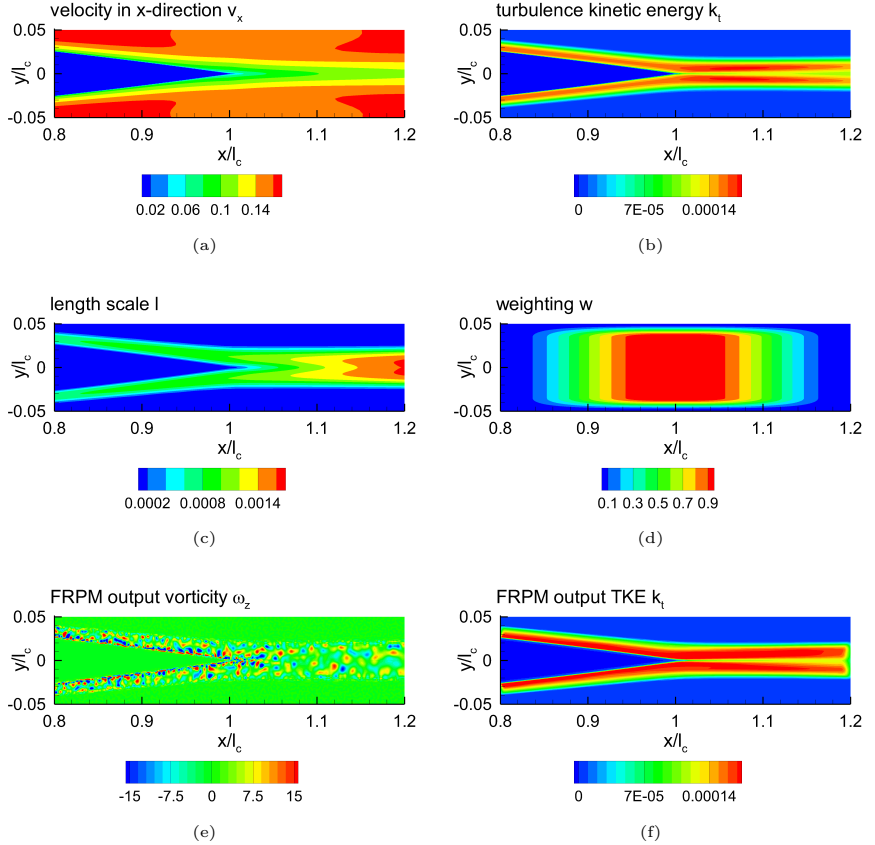 velocity in x-direction v_x
y/l_c
0.05
0
-0.05
0.8 0.9 1 1.1 1.2
x/l_c
0.02 0.06 0.1 0.14
(a)
turbulence kinetic energy k_t
y/l_c
0.05
0
-0.05
0.8 0.9 1 1.1 1.2
x/l_c
0 7E-05 0.00014
(b)
length scale l
y/l_c
0.05
0
-0.05
0.8 0.9 1 1.1 1.2
x/l_c
0.0002 0.0008 0.0014
(c)
weighting w
y/l_c
0.05
0
-0.05
0.8 0.9 1 1.1 1.2
x/l_c
0.1 0.3 0.5 0.7 0.9
(d)
FRPM output vorticity ω_z
y/l_c
0.05
0
-0.05
0.8 0.9 1 1.1 1.2
x/l_c
-15 -7.5 0 7.5 15
(e)
FRPM output TKE k_t
y/l_c
0.05
0
-0.05
0.8 0.9 1 1.1 1.2
x/l_c
0 7E-05 0.00014
(f)